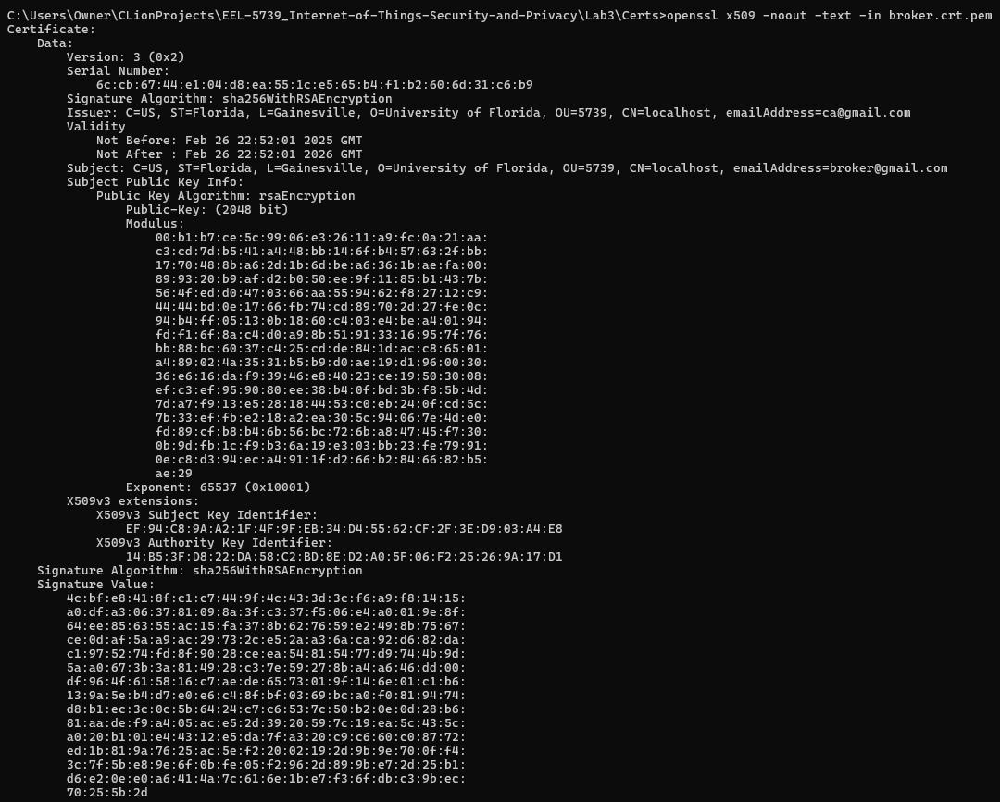 C:\Users\Owner\CLionProjects\EEL-5739_Internet-of-Things-Security-and-Privacy\Lab3\Certs>openssl x509 -noout -text -in broker.crt.pem
Certificate:
    Data:
        Version: 3 (0x2)
        Serial Number:
            6c:cb:67:44:e1:04:d8:ea:55:1c:e5:65:b4:f1:b2:60:6d:31:c6:b9
        Signature Algorithm: sha256WithRSAEncryption
        Issuer: C=US, ST=Florida, L=Gainesville, O=University of Florida, OU=5739, CN=localhost, emailAddress=ca@gmail.com
        Validity
            Not Before: Feb 26 22:52:01 2025 GMT
            Not After : Feb 26 22:52:01 2026 GMT
        Subject: C=US, ST=Florida, L=Gainesville, O=University of Florida, OU=5739, CN=localhost, emailAddress=broker@gmail.com
        Subject Public Key Info:
            Public Key Algorithm: rsaEncryption
                Public-Key: (2048 bit)
                Modulus:
                    00:b1:b7:ce:5c:99:06:e3:26:11:a9:fc:0a:21:aa:
                    c3:cd:7d:b5:41:a4:48:bb:14:6f:b4:57:63:2f:bb:
                    17:70:48:8b:a6:2d:1b:6d:be:a6:36:1b:ae:fa:00:
                    89:93:20:b9:af:d2:b0:50:ee:9f:11:85:b1:43:7b:
                    56:4f:ed:d0:47:03:66:aa:55:94:62:f8:27:12:c9:
                    44:44:bd:0e:17:66:fb:74:cd:89:70:2d:27:fe:0c:
                    94:b4:ff:05:13:0b:18:60:c4:03:e4:be:a4:01:94:
                    fd:f1:6f:8a:c4:d0:a9:8b:51:91:33:16:95:7f:76:
                    bb:88:bc:60:37:c4:25:cd:de:84:1d:ac:c8:65:01:
                    a4:89:02:4a:35:31:b5:b9:d0:ae:19:d1:96:00:30:
                    36:e6:16:da:f9:39:46:e8:40:23:ce:19:50:30:08:
                    ef:c3:ef:95:90:80:ee:38:b4:0f:bd:3b:f8:5b:4d:
                    7d:a7:f9:13:e5:28:18:44:53:c0:eb:24:0f:cd:5c:
                    7b:33:ef:fb:e2:18:a2:ea:30:5c:94:06:7e:4d:e0:
                    fd:89:cf:b8:b4:6b:56:bc:72:6b:a8:47:45:f7:30:
                    0b:9d:fb:1c:f9:b3:6a:19:e3:03:bb:23:fe:79:91:
                    0e:c8:d3:94:ec:a4:91:1f:d2:66:b2:84:66:82:b5:
                    ae:29
                Exponent: 65537 (0x10001)
        X509v3 extensions:
            X509v3 Subject Key Identifier:
                EF:94:C8:9A:A2:1F:4F:9F:EB:34:D4:55:62:CF:2F:3E:D9:03:A4:E8
            X509v3 Authority Key Identifier:
                14:B5:3F:D8:22:DA:58:C2:BD:8E:D2:A0:5F:06:F2:25:26:9A:17:D1
    Signature Algorithm: sha256WithRSAEncryption
    Signature Value:
        4c:bf:e8:41:8f:c1:c7:44:9f:4c:43:3d:3c:f6:a9:f8:14:15:
        a0:df:a3:06:37:81:09:8a:3f:c3:37:f5:06:e4:a0:01:9e:8f:
        64:ee:85:63:55:ac:15:fa:37:8b:62:76:59:e2:49:8b:75:67:
        ce:0d:af:5a:a9:ac:29:73:2c:e5:2a:a3:6a:ca:92:d6:82:da:
        c1:97:52:74:fd:8f:90:28:ce:ea:54:81:54:77:d9:74:4b:9d:
        5a:a0:67:3b:3a:81:49:28:c3:7e:59:27:8b:a4:a6:46:dd:00:
        df:96:4f:61:58:16:c7:ae:de:65:73:01:9f:14:6e:01:c1:b6:
        13:9a:5e:b4:d7:e0:e6:c4:8f:bf:03:69:bc:a0:f0:81:94:74:
        d8:b1:ec:3c:0c:5b:64:24:c7:c6:53:7c:50:b2:0e:0d:28:b6:
        81:aa:de:f9:a4:05:ac:e5:2d:39:20:59:7c:19:ea:5c:43:5c:
        a0:20:b1:01:e4:43:12:e5:da:7f:a3:20:c9:c6:60:c0:87:72:
        ed:1b:81:9a:76:25:ac:5e:f2:20:02:19:2d:9b:9e:70:0f:f4:
        3c:7f:5b:e8:9e:6f:0b:fe:05:f2:96:2d:89:9b:e7:2d:25:b1:
        d6:e2:0e:e0:a6:41:4a:7c:61:6e:1b:e7:f3:6f:db:c3:9b:ec:
        70:25:5b:2d